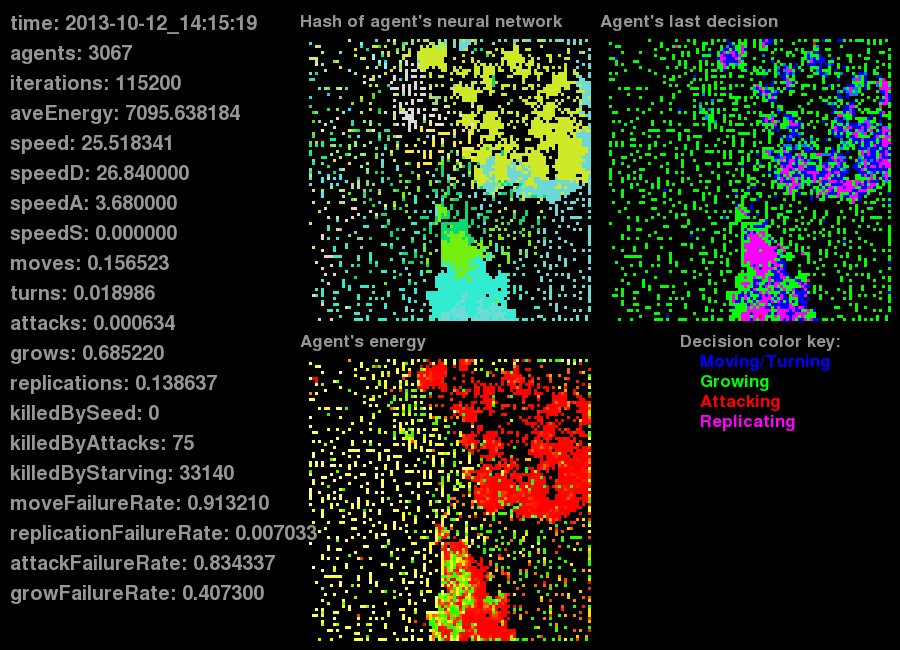 time: 2013-10-12_14:15:19
agents: 3067
iterations: 115200
aveEnergy: 7095.638184
speed: 25.518341
speedD: 26.840000
speedA: 3.680000
speedS: 0.000000
moves: 0.156523
turns: 0.018986
attacks: 0.000634
grows: 0.685220
replications: 0.138637
killedBySeed: 0
killedByAttacks: 75
killedByStarving: 33140
moveFailureRate: 0.913210
replicationFailureRate: 0.007033
attackFailureRate: 0.834337
growFailureRate: 0.407300
Hash of agent's neural network
Agent's last decision
Agent's energy
Decision color key:
Moving/Turning
Growing
Attacking
Replicating